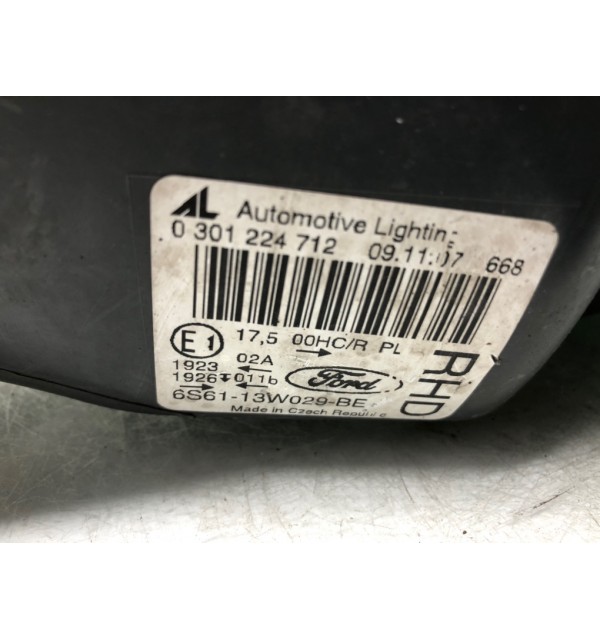 AL Automotive Lighting
0 301 224 712 09.11.07 668
E1 17,5 00HC/R PL
1923 02A
1926 011b Ford
6S61-13W029-BE
Made in Czech Republic
RHD